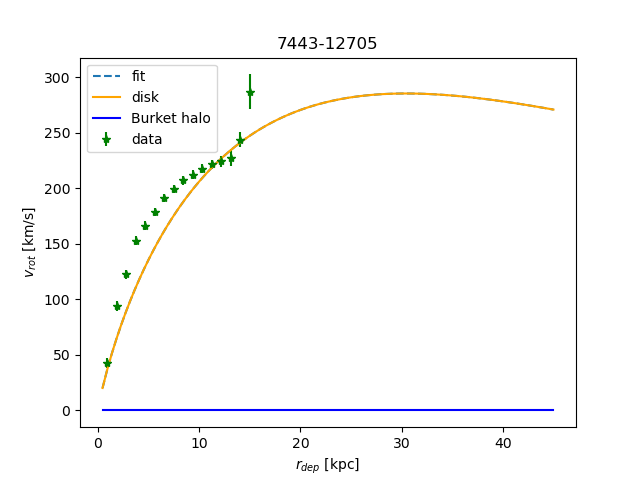 7443-12705
fit
disk
Burket halo
data
300
250
200
150
100
50
0
v_rot [km/s]
0 10 20 30 40
r_dep [kpc]